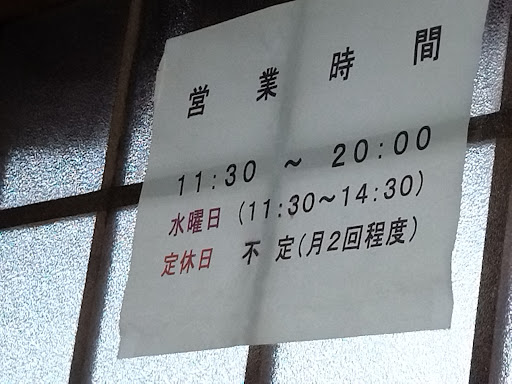 営業時間
11:30 ~ 20:00
水曜日 (11:30~14:30)
定休日 不定(月2回程度)